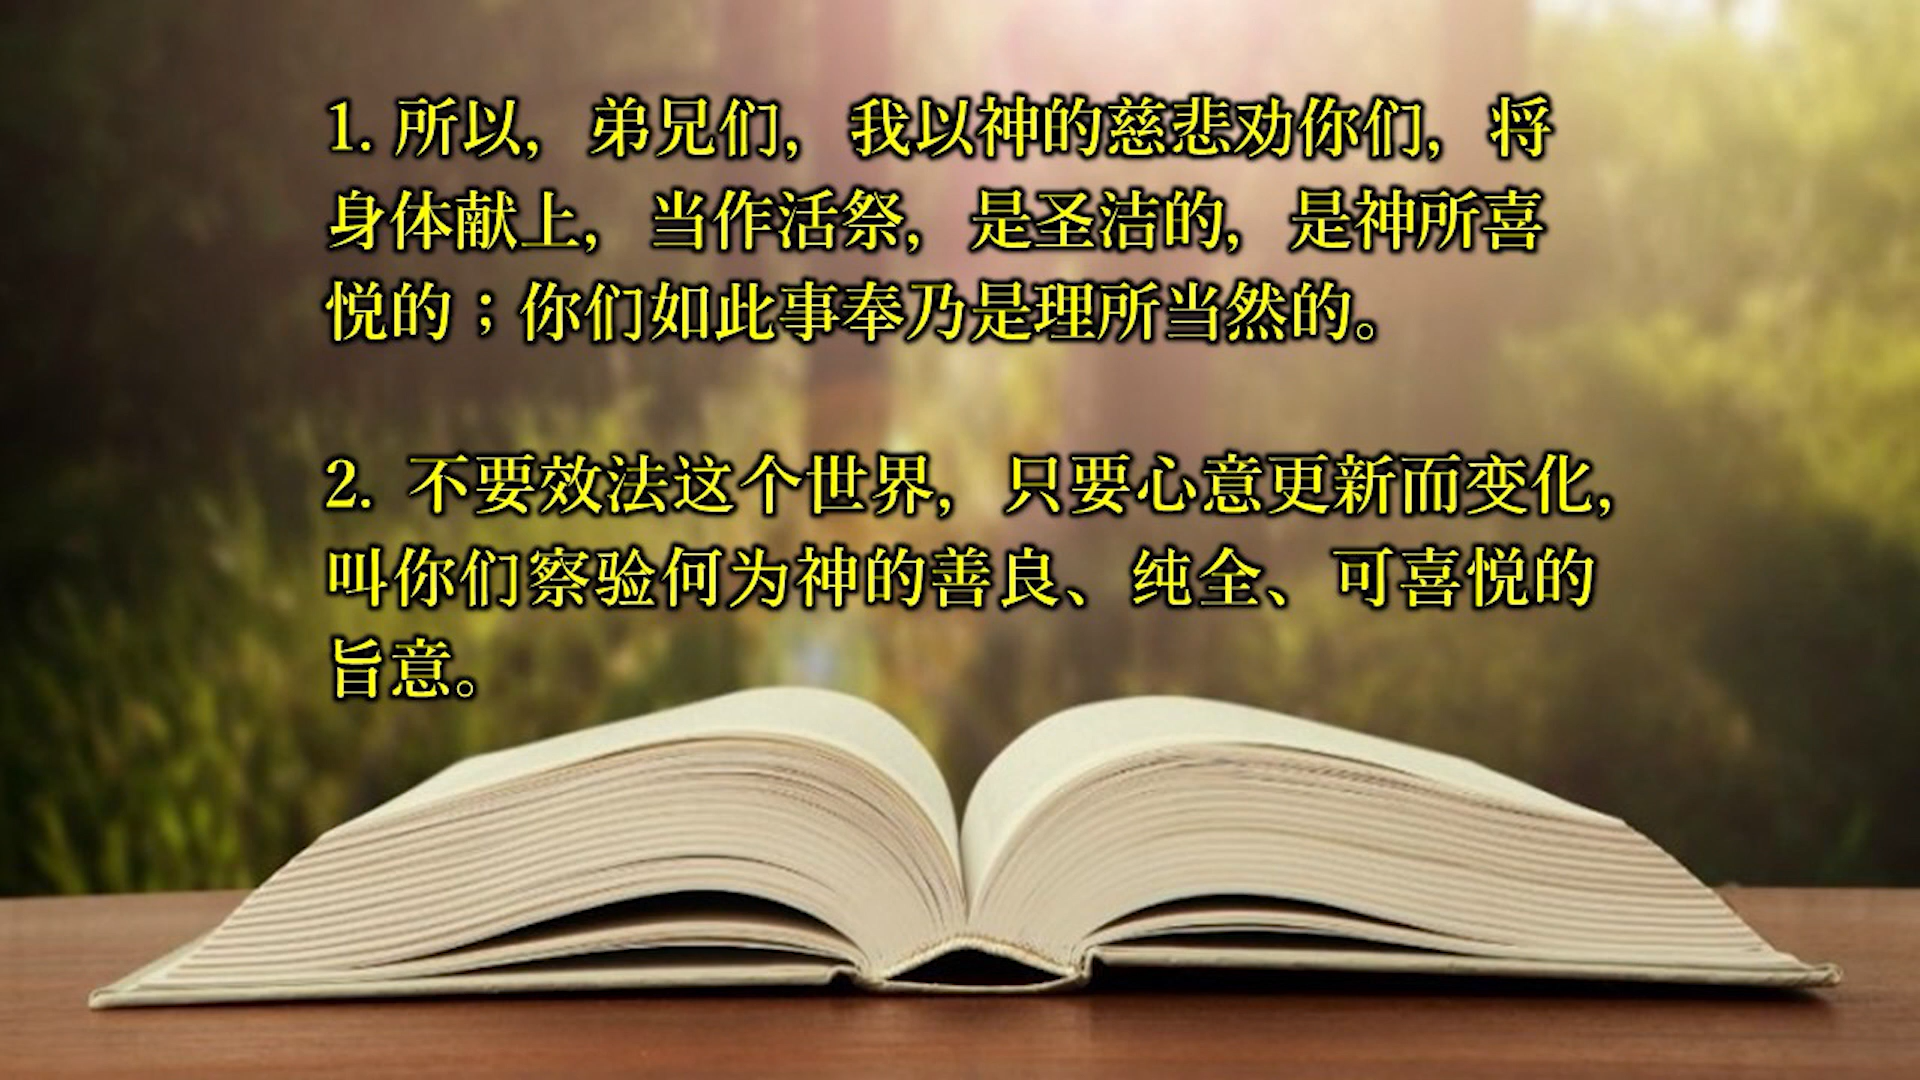 1. 所以，弟兄们，我以神的慈悲劝你们，将
身体献上，当作活祭，是圣洁的，是神所喜
悦的；你们如此事奉乃是理所当然的。
2. 不要效法这个世界，只要心意更新而变化，
叫你们察验何为神的善良、纯全、可喜悦的
旨意。